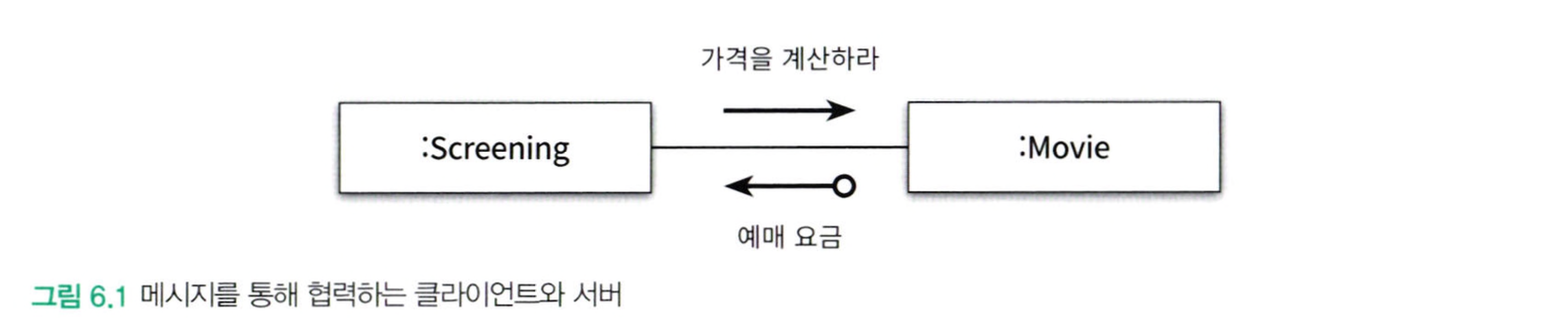 가격을 계산하라
:Screening
:Movie
예매 요금
그림 6.1 메시지를 통해 협력하는 클라이언트와 서버